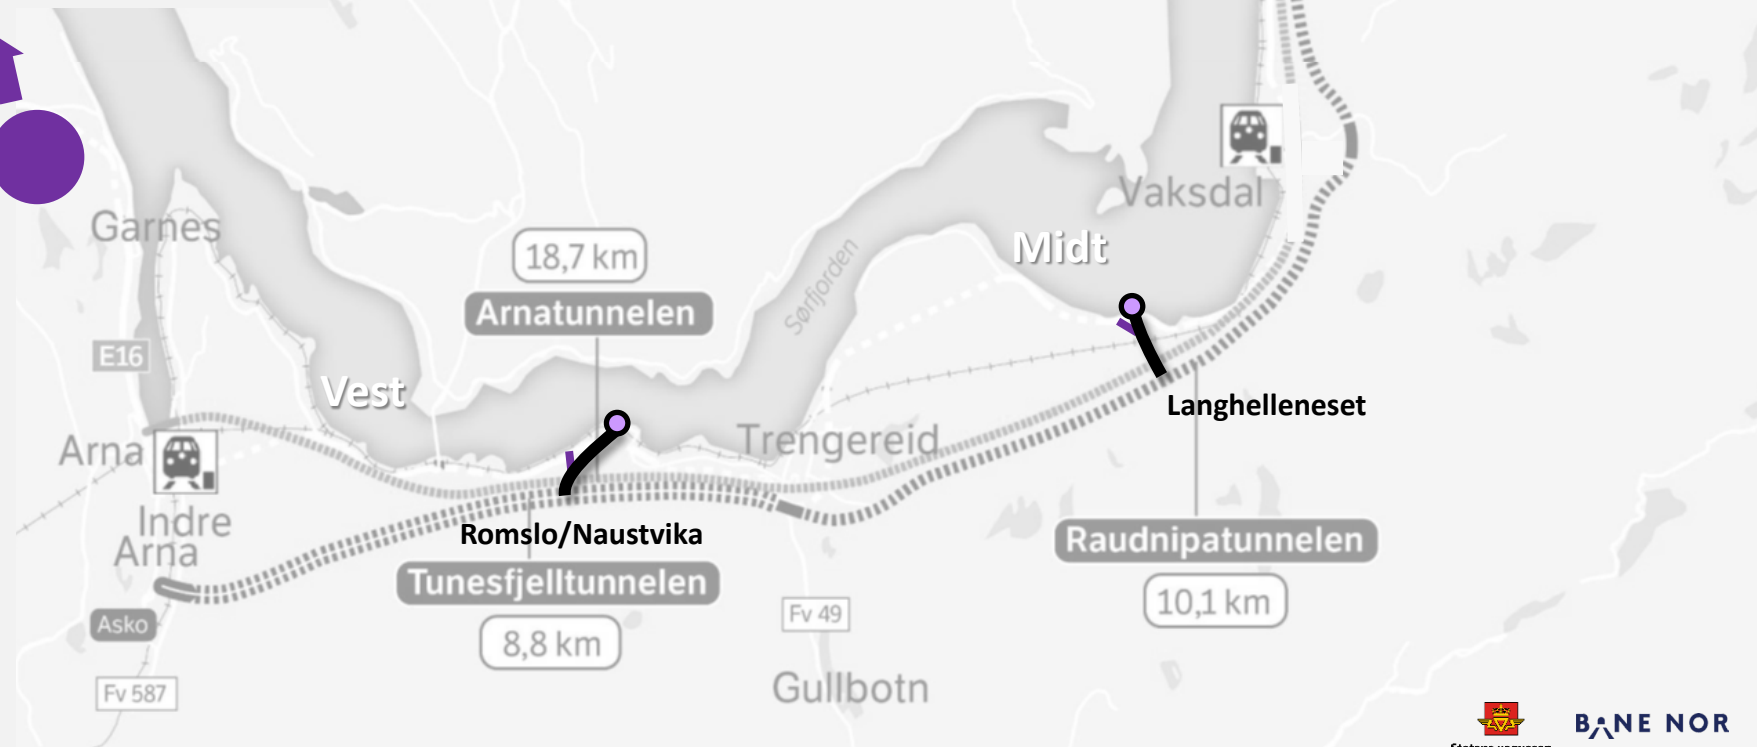 Vaksdal
Garnes
Midt
18,7 km
Sørfjorden
Arnatunnelen
E16
Vest
Langhelleneset
Arna
Trengereid
Indre
Arna
Romslo/Naustvika
Raudnipatunnelen
Tunesfjelltunnelen
10,1 km
Asko
8,8 km
Fv 49
Fv 587
Gullbotn
BANE NOR